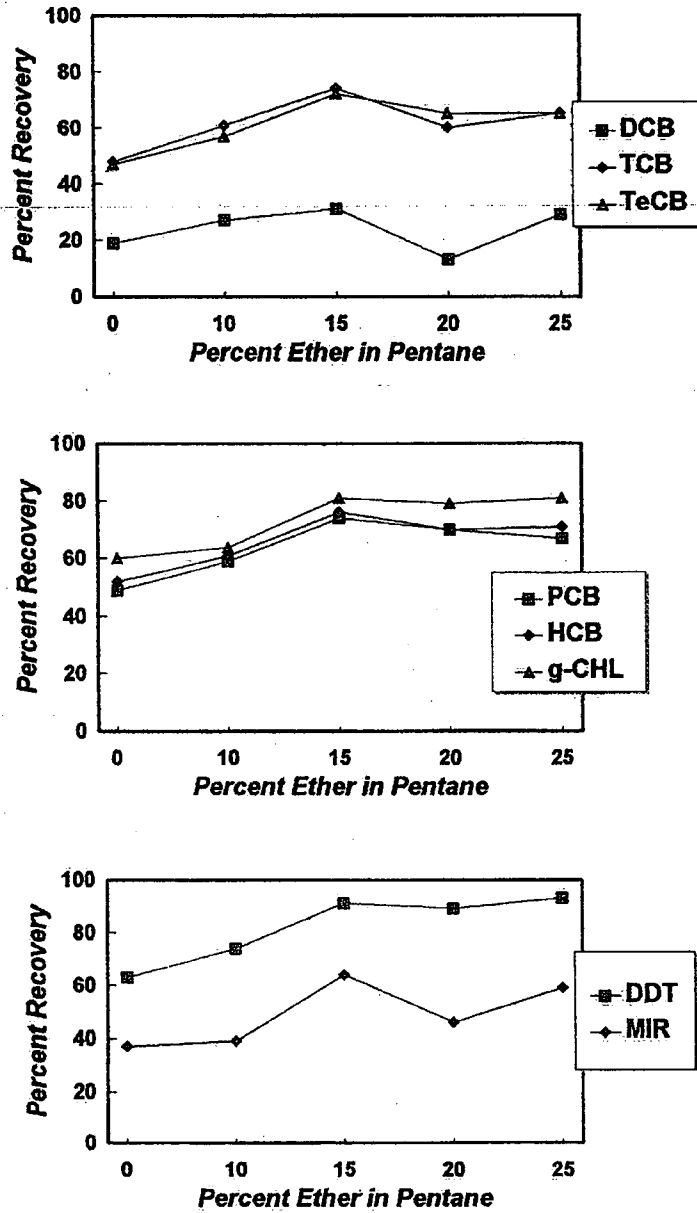 100
80
60
40
20
0
Percent Recovery
0 10 15 20 25
Percent Ether in Pentane
DCB
TCB
TeCB
100
80
60
40
20
0
Percent Recovery
0 10 15 20 25
Percent Ether in Pentane
PCB
HCB
g-CHL
100
80
60
40
20
0
Percent Recovery
0 10 15 20 25
Percent Ether in Pentane
DDT
MIR